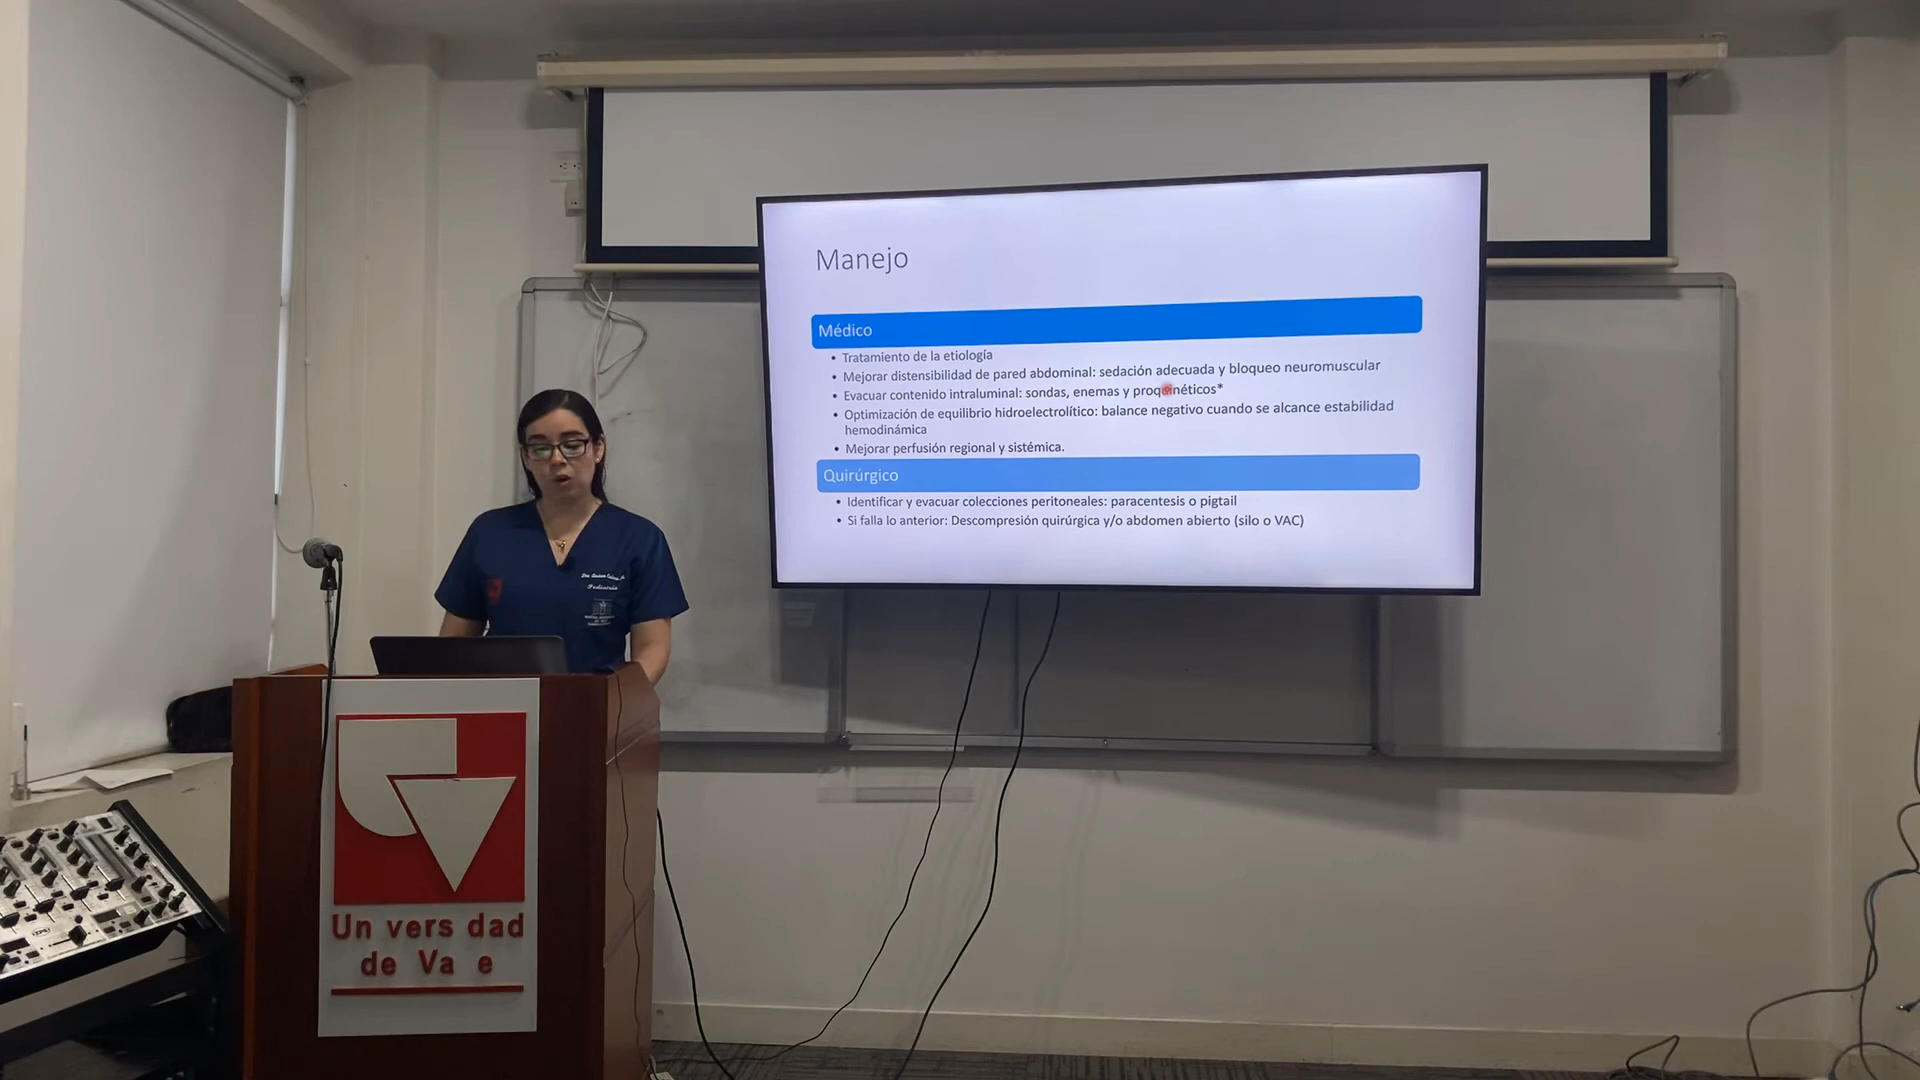 Manejo
Médico
• Tratamiento de la etiología
• Mejorar distensibilidad de pared abdominal: sedación adecuada y bloqueo neuromuscular
• Evacuar contenido intraluminal: sondas, enemas y proquinéticos*
• Optimización de equilibrio hidroelectrolítico: balance negativo cuando se alcance estabilidad
hemodinámica
• Mejorar perfusión regional y sistémica.
Quirúrgico
• Identificar y evacuar colecciones peritoneales: paracentesis o pigtail
• Si falla lo anterior: Descompresión quirúrgica y/o abdomen abierto (silo o VAC)
Dra
Pediatría
Un vers dad
de Va e